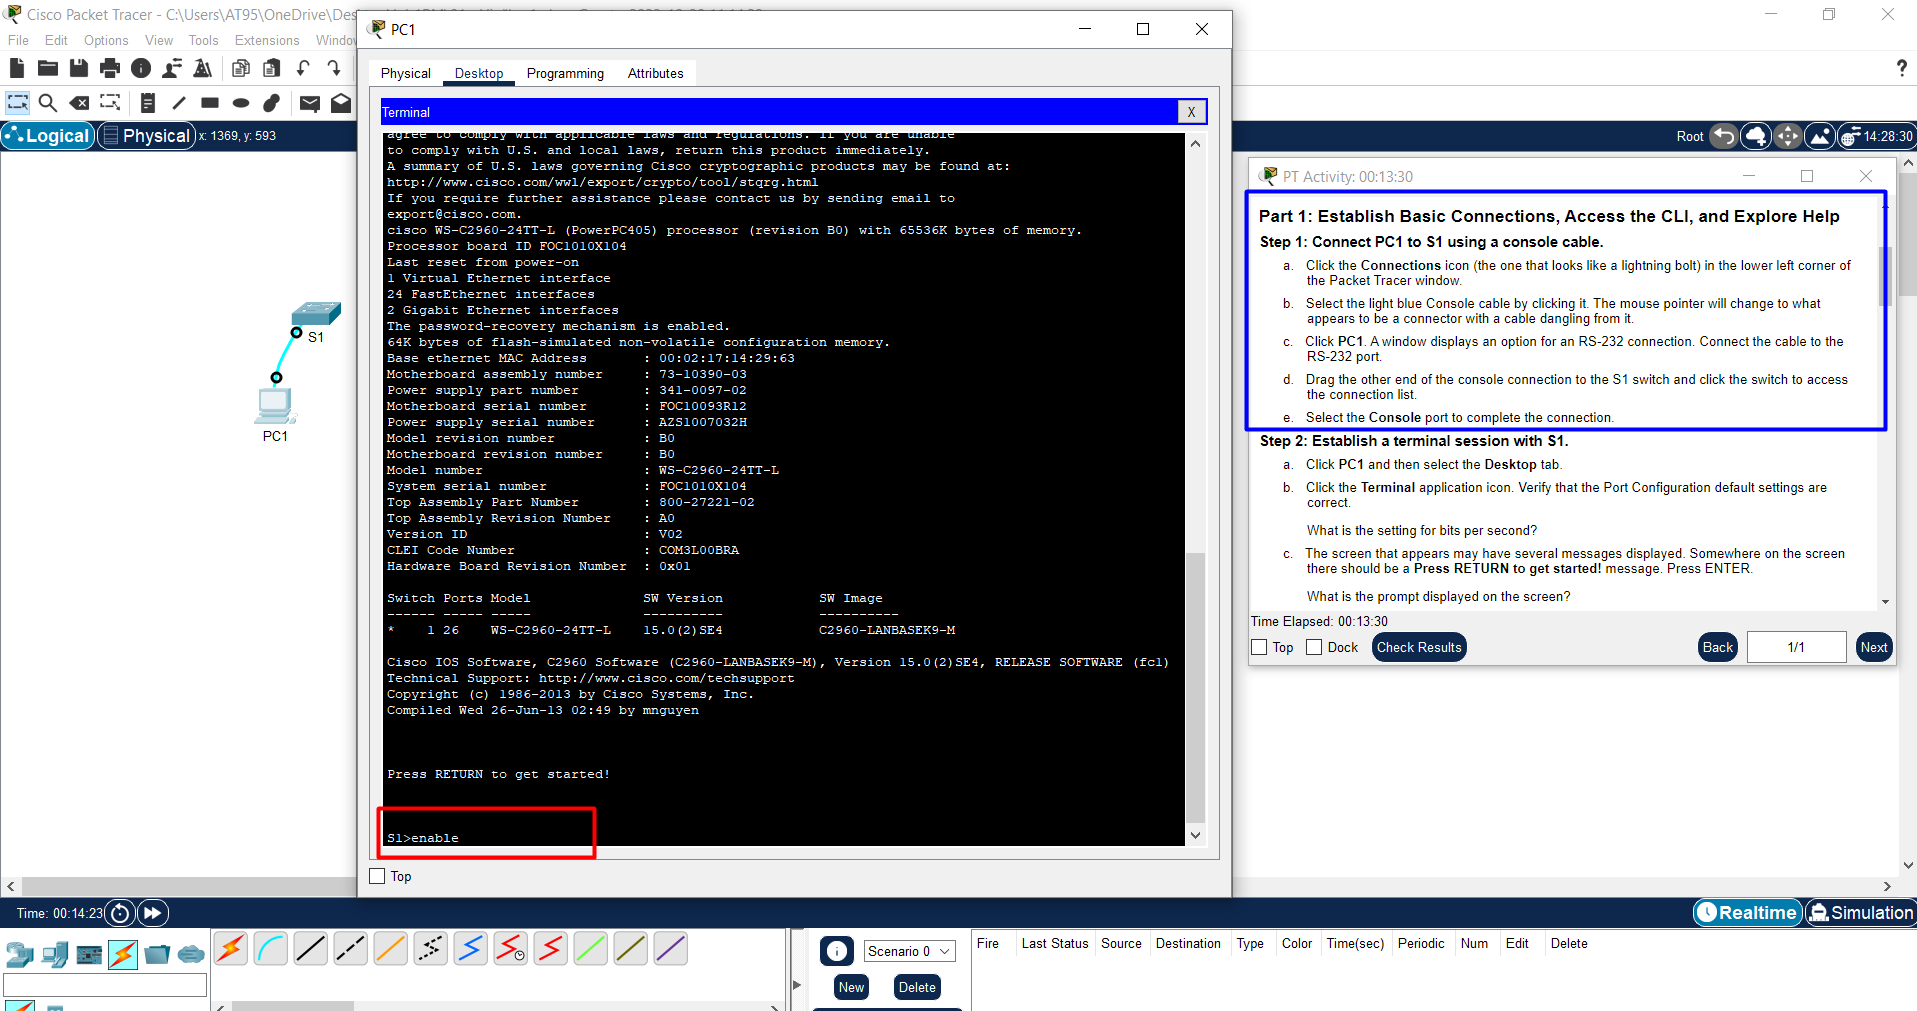 Cisco Packet Tracer - C:\Users\AT95\OneDrive\Des
File Edit Options View Tools Extensions Window
?
Logical Physical x: 1369, y: 593
Root 14:28:30
S1
PC1
PC1
Physical Desktop Programming Attributes
Terminal X
agree to comply with applicable laws and regulations. If you are unable
to comply with U.S. and local laws, return this product immediately.
A summary of U.S. laws governing Cisco cryptographic products may be found at:
http://www.cisco.com/wwl/export/crypto/tool/stqrg.html
If you require further assistance please contact us by sending email to
export@cisco.com.
cisco WS-C2960-24TT-L (PowerPC405) processor (revision B0) with 65536K bytes of memory.
Processor board ID FOC1010X104
Last reset from power-on
1 Virtual Ethernet interface
24 FastEthernet interfaces
2 Gigabit Ethernet interfaces
The password-recovery mechanism is enabled.
64K bytes of flash-simulated non-volatile configuration memory.
Base ethernet MAC Address : 00:02:17:14:29:63
Motherboard assembly number : 73-10390-03
Power supply part number : 341-0097-02
Motherboard serial number : FOC10093R12
Power supply serial number : AZS1007032H
Model revision number : B0
Motherboard revision number : B0
Model number : WS-C2960-24TT-L
System serial number : FOC1010X104
Top Assembly Part Number : 800-27221-02
Top Assembly Revision Number : A0
Version ID : V02
CLEI Code Number : COM3L00BRA
Hardware Board Revision Number : 0x01
Switch Ports Model SW Version SW Image
------ ----- ----- ---------- ----------
* 1 26 WS-C2960-24TT-L 15.0(2)SE4 C2960-LANBASEK9-M
Cisco IOS Software, C2960 Software (C2960-LANBASEK9-M), Version 15.0(2)SE4, RELEASE SOFTWARE (fc1)
Technical Support: http://www.cisco.com/techsupport
Copyright (c) 1986-2013 by Cisco Systems, Inc.
Compiled Wed 26-Jun-13 02:49 by mnguyen
Press RETURN to get started!
S1>enable
Top
PT Activity: 00:13:30
Part 1: Establish Basic Connections, Access the CLI, and Explore Help
Step 1: Connect PC1 to S1 using a console cable.
a. Click the Connections icon (the one that looks like a lightning bolt) in the lower left corner of
the Packet Tracer window.
b. Select the light blue Console cable by clicking it. The mouse pointer will change to what
appears to be a connector with a cable dangling from it.
c. Click PC1. A window displays an option for an RS-232 connection. Connect the cable to the
RS-232 port.
d. Drag the other end of the console connection to the S1 switch and click the switch to access
the connection list.
e. Select the Console port to complete the connection.
Step 2: Establish a terminal session with S1.
a. Click PC1 and then select the Desktop tab.
b. Click the Terminal application icon. Verify that the Port Configuration default settings are
correct.
What is the setting for bits per second?
c. The screen that appears may have several messages displayed. Somewhere on the screen
there should be a Press RETURN to get started! message. Press ENTER.
What is the prompt displayed on the screen?
Time Elapsed: 00:13:30
Top Dock Check Results Back 1/1 Next
Time: 00:14:23
Realtime Simulation
Scenario 0
New Delete
Fire Last Status Source Destination Type Color Time(sec) Periodic Num Edit Delete